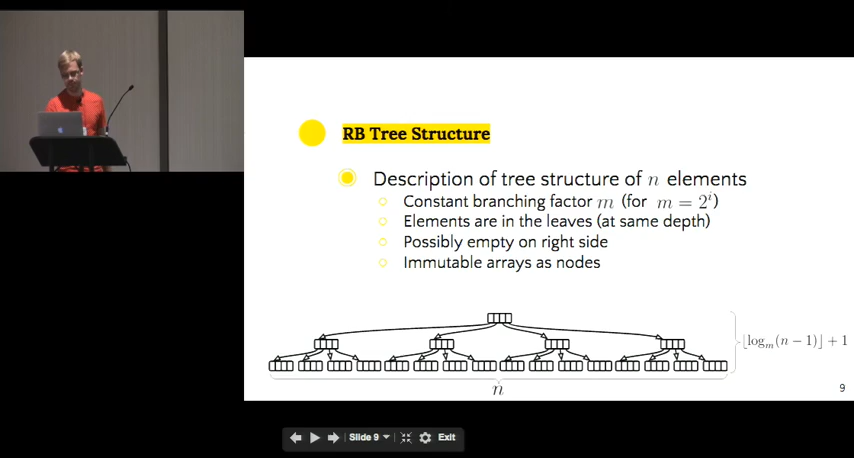 RB Tree Structure
Description of tree structure of n elements
Constant branching factor m (for m = 2^i)
Elements are in the leaves (at same depth)
Possibly empty on right side
Immutable arrays as nodes
⌊log_m(n − 1)⌋ + 1
n
9
Slide 9
Exit